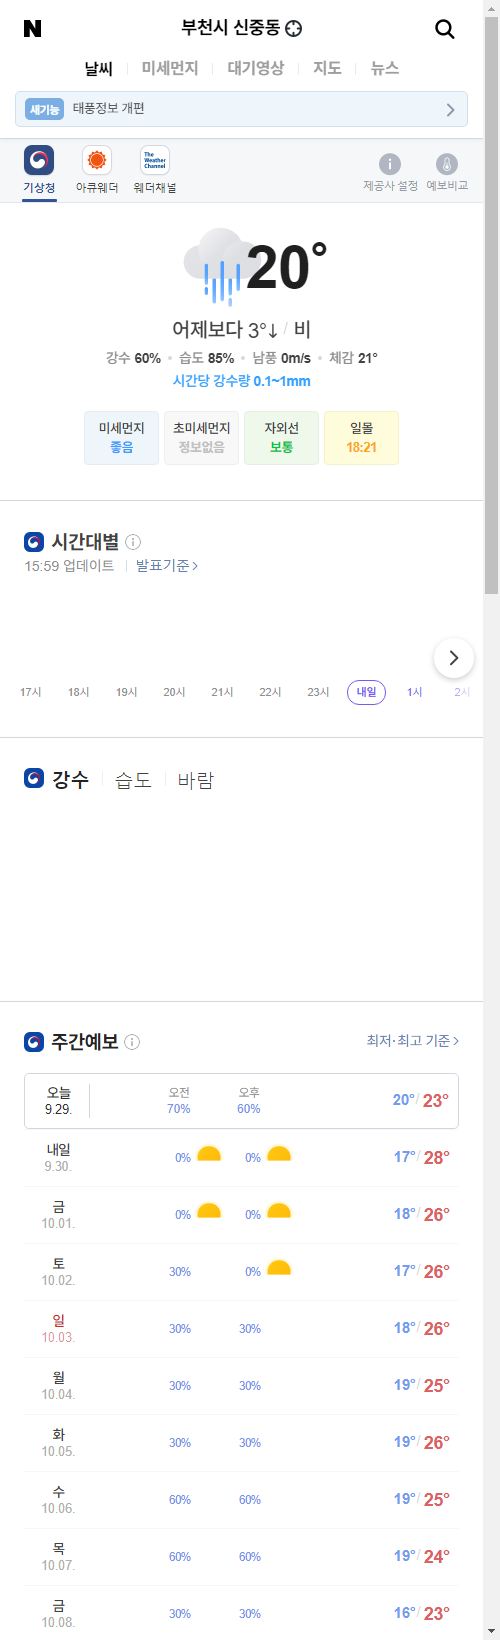 N
부천시 신중동
날씨 미세먼지 대기영상 지도 뉴스
새기능 태풍정보 개편
The Weather Channel
기상청 아큐웨더 웨더채널 제공사 설정 예보비교
20°
어제보다 3°↓ / 비
강수 60% • 습도 85% • 남풍 0m/s • 체감 21°
시간당 강수량 0.1~1mm
미세먼지 초미세먼지 자외선 일몰
좋음 정보없음 보통 18:21
시간대별
15:59 업데이트 발표기준 >
17시 18시 19시 20시 21시 22시 23시 내일 1시 2시
강수 습도 바람
주간예보 최저·최고 기준 >
오늘 오전 오후
9.29. 70% 60% 20°/ 23°
내일
9.30. 0% 0% 17°/ 28°
금
10.01. 0% 0% 18°/ 26°
토
10.02. 30% 0% 17°/ 26°
일
10.03. 30% 30% 18°/ 26°
월
10.04. 30% 30% 19°/ 25°
화
10.05. 30% 30% 19°/ 26°
수
10.06. 60% 60% 19°/ 25°
목
10.07. 60% 60% 19°/ 24°
금
10.08. 30% 30% 16°/ 23°